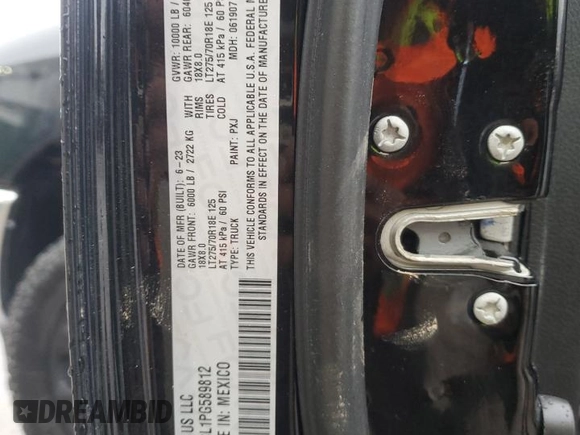 GVWR: 10000 LB /
GAWR REAR: 6040
18X8.0
LT275/70R18E 125
AT 415 kPa / 60 PSI
MDH: 061907
WITH
RIMS
TIRES
COLD
PAINT: PXJ
DATE OF MFR (BUILT): 6-23
GAWR FRONT: 6000 LB / 2722 KG
18X8.0
LT275/70R18E 125
AT 415 kPa / 60 PSI
TYPE: TRUCK
THIS VEHICLE CONFORMS TO ALL APPLICABLE U.S.A. FEDERAL M
STANDARDS IN EFFECT ON THE DATE OF MANUFACTURE
US LLC
L1PG589812
E IN: MEXICO
DREAMBID